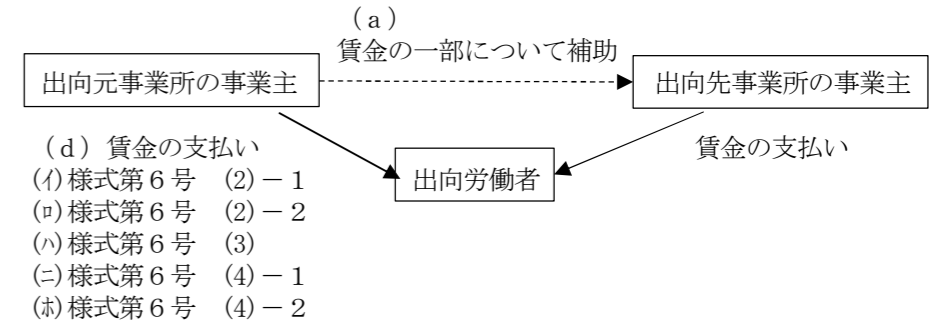 (a)
賃金の一部について補助
出向元事業所の事業主
出向先事業所の事業主
(d) 賃金の支払い
賃金の支払い
(ｲ)様式第６号 (2)－１
出向労働者
(ﾛ)様式第６号 (2)－２
(ﾊ)様式第６号 (3)
(ﾆ)様式第６号 (4)－１
(ﾎ)様式第６号 (4)－２